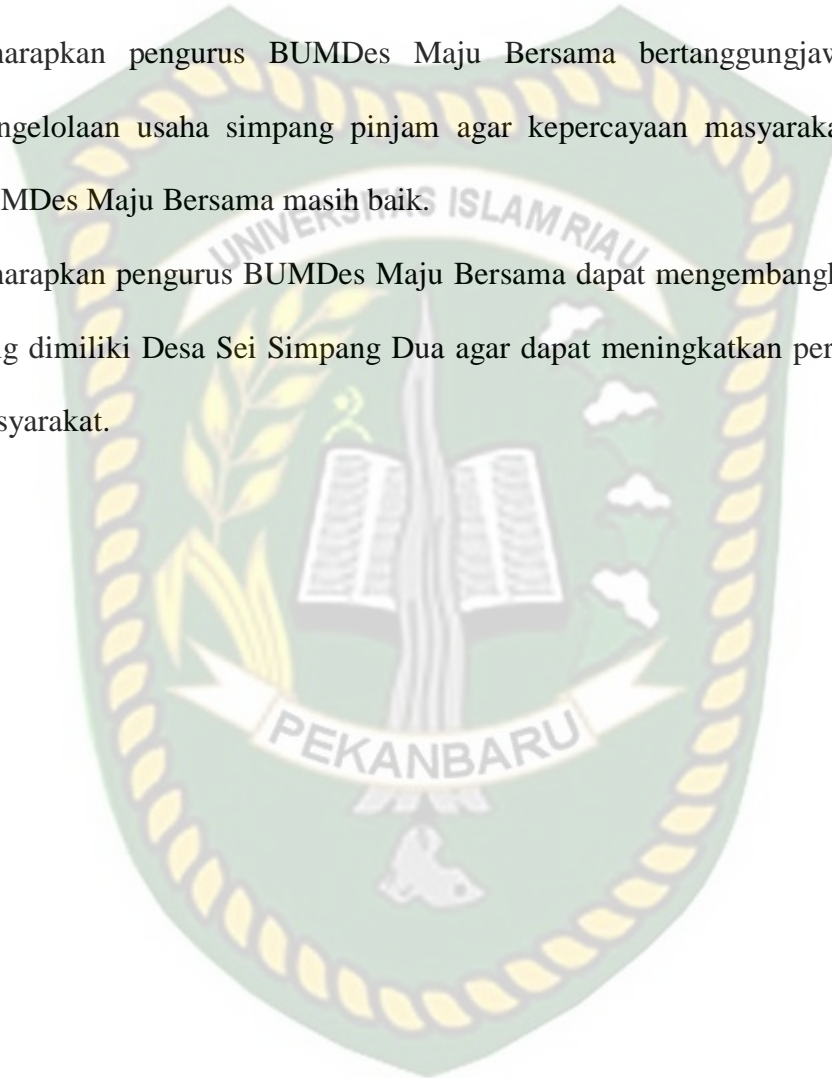 harapkan pengurus BUMDes Maju Bersama bertanggungjaw
ngelolaan usaha simpang pinjam agar kepercayaan masyaraka
MDes Maju Bersama masih baik.
harapkan pengurus BUMDes Maju Bersama dapat mengembangk
g dimiliki Desa Sei Simpang Dua agar dapat meningkatkan per
syarakat.
UNIVERSITAS ISLAM RIAU
PEKANBARU